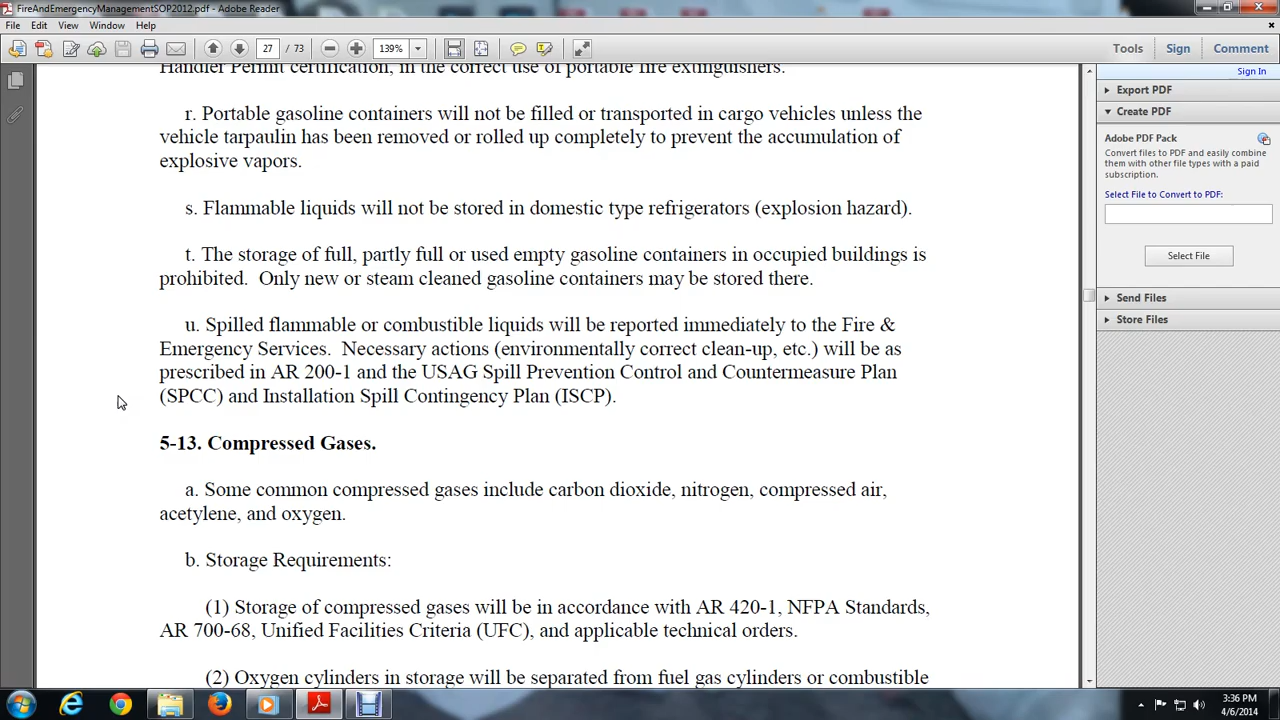 FireAndEmergencyManagementSOP2012.pdf - Adobe Reader
File Edit View Window Help
27 / 73 139% Tools Sign Comment
Sign In
Handler Permit certification, in the correct use of portable fire extinguishers.
r. Portable gasoline containers will not be filled or transported in cargo vehicles unless the
vehicle tarpaulin has been removed or rolled up completely to prevent the accumulation of
explosive vapors.
s. Flammable liquids will not be stored in domestic type refrigerators (explosion hazard).
t. The storage of full, partly full or used empty gasoline containers in occupied buildings is
prohibited. Only new or steam cleaned gasoline containers may be stored there.
u. Spilled flammable or combustible liquids will be reported immediately to the Fire &
Emergency Services. Necessary actions (environmentally correct clean-up, etc.) will be as
prescribed in AR 200-1 and the USAG Spill Prevention Control and Countermeasure Plan
(SPCC) and Installation Spill Contingency Plan (ISCP).
5-13. Compressed Gases.
a. Some common compressed gases include carbon dioxide, nitrogen, compressed air,
acetylene, and oxygen.
b. Storage Requirements:
(1) Storage of compressed gases will be in accordance with AR 420-1, NFPA Standards,
AR 700-68, Unified Facilities Criteria (UFC), and applicable technical orders.
(2) Oxygen cylinders in storage will be separated from fuel gas cylinders or combustible
Export PDF
Create PDF
Adobe PDF Pack
Convert files to PDF and easily combine
them with other file types with a paid
subscription.
Select File to Convert to PDF:
Select File
Send Files
Store Files
3:36 PM
4/6/2014